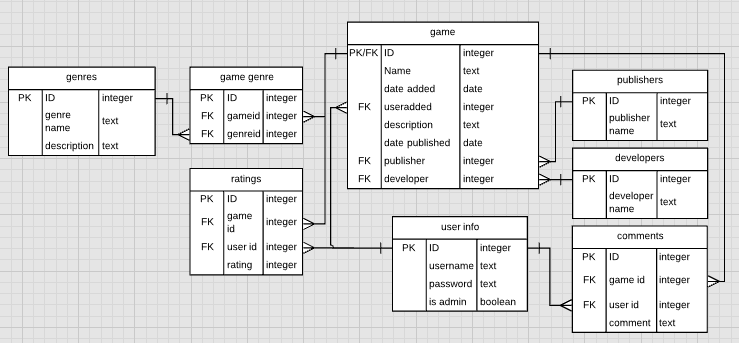 genres
PK ID integer
genre
name text
description text
game genre
PK ID integer
FK gameid integer
FK genreid integer
ratings
PK ID integer
FK game
id integer
FK user id integer
rating integer
game
PK/FK ID integer
Name text
date added date
FK useradded integer
description text
date published date
FK publisher integer
FK developer integer
user info
PK ID integer
username text
password text
is admin boolean
publishers
PK ID integer
publisher
name text
developers
PK ID integer
developer
name text
comments
PK ID integer
FK game id integer
FK user id integer
comment text